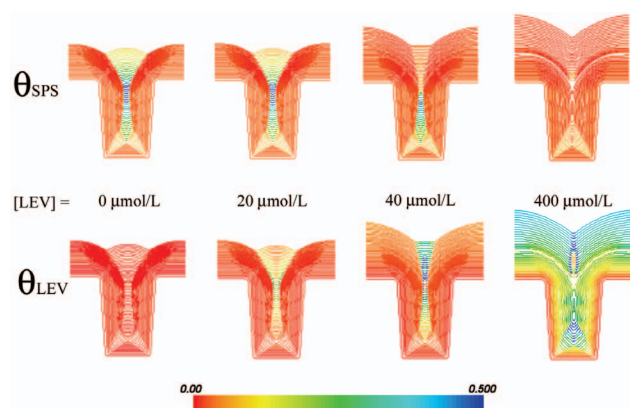 θSPS
[LEV] = 0 μmol/L 20 μmol/L 40 μmol/L 400 μmol/L
θLEV
0.00 0.500